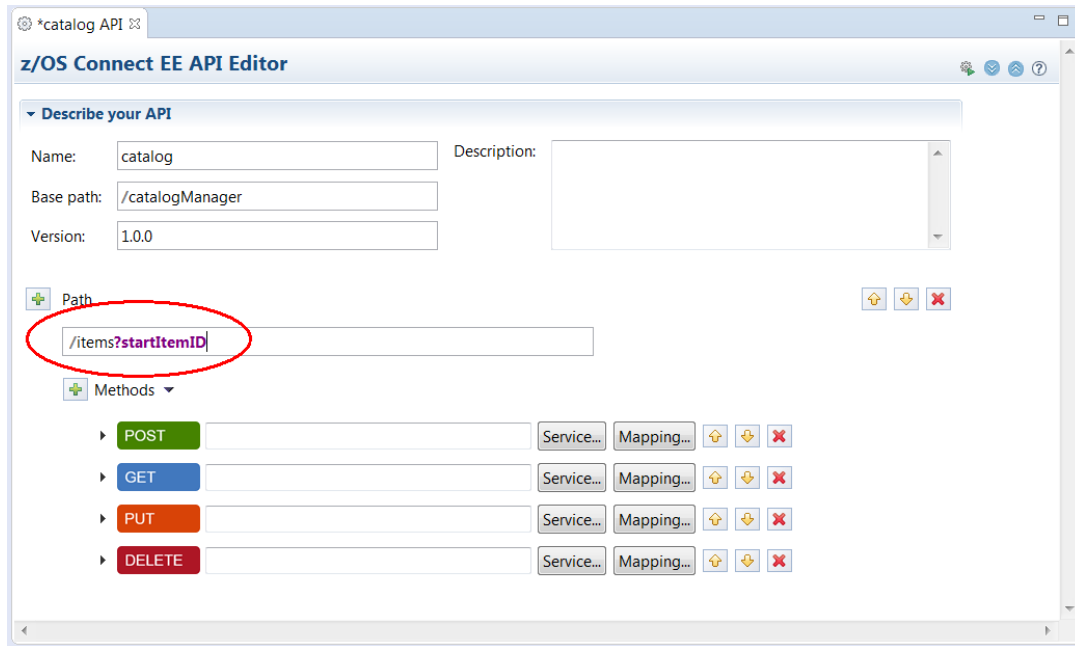 *catalog API
z/OS Connect EE API Editor
Describe your API
Name: catalog Description:
Base path: /catalogManager
Version: 1.0.0
Path
/items?startItemID
Methods
POST Service... Mapping...
GET Service... Mapping...
PUT Service... Mapping...
DELETE Service... Mapping...